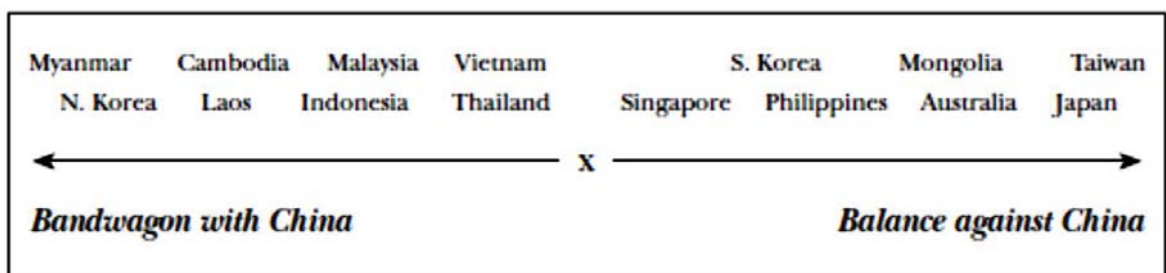 Myanmar Cambodia Malaysia Vietnam S. Korea Mongolia Taiwan
N. Korea Laos Indonesia Thailand Singapore Philippines Australia Japan
X
Bandwagon with China Balance against China